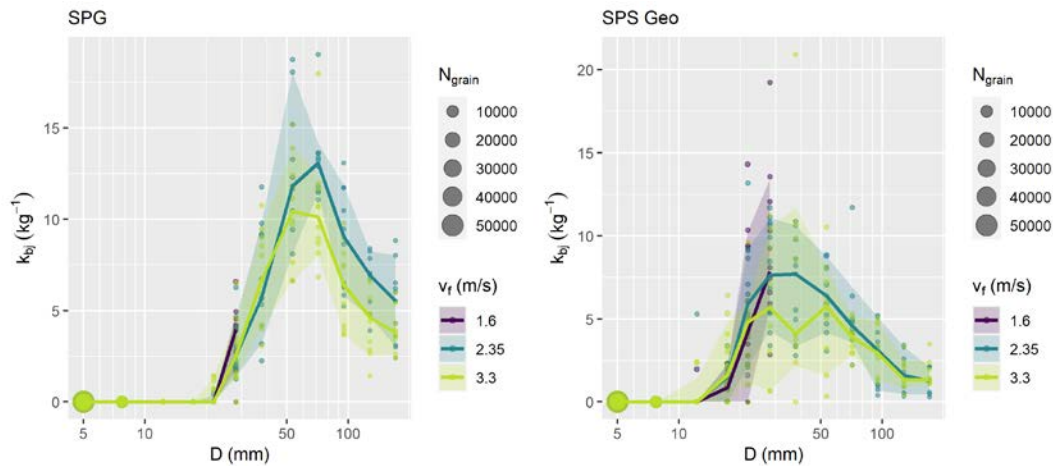 SPG
k_bj (kg⁻¹)
15
10
5
0
5 10 50 100
D (mm)
N_grain
10000
20000
30000
40000
50000
v_f (m/s)
1.6
2.35
3.3
SPS Geo
k_bj (kg⁻¹)
20
15
10
5
0
5 10 50 100
D (mm)
N_grain
10000
20000
30000
40000
50000
v_f (m/s)
1.6
2.35
3.3